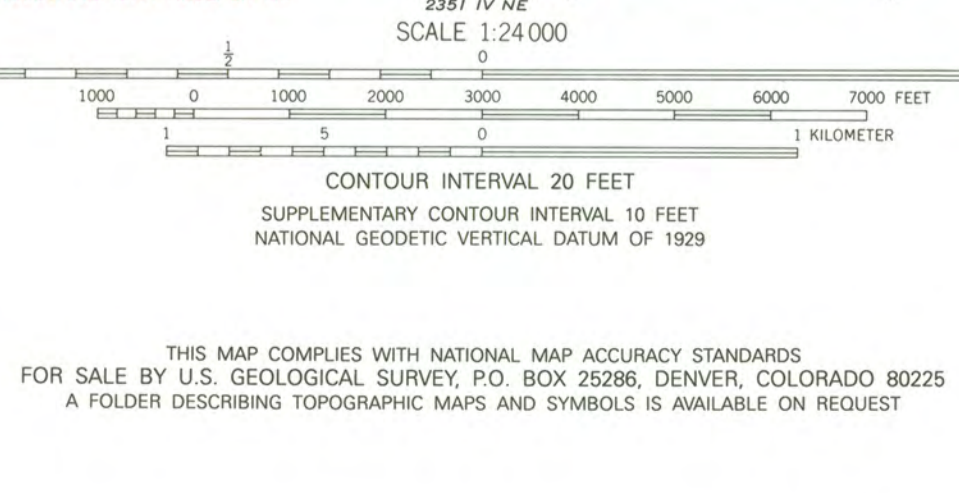 2351 IV NE
SCALE 1:24 000
1/2 0
1000 0 1000 2000 3000 4000 5000 6000 7000 FEET
1 5 0 1 KILOMETER
CONTOUR INTERVAL 20 FEET
SUPPLEMENTARY CONTOUR INTERVAL 10 FEET
NATIONAL GEODETIC VERTICAL DATUM OF 1929
THIS MAP COMPLIES WITH NATIONAL MAP ACCURACY STANDARDS
FOR SALE BY U.S. GEOLOGICAL SURVEY, P.O. BOX 25286, DENVER, COLORADO 80225
A FOLDER DESCRIBING TOPOGRAPHIC MAPS AND SYMBOLS IS AVAILABLE ON REQUEST